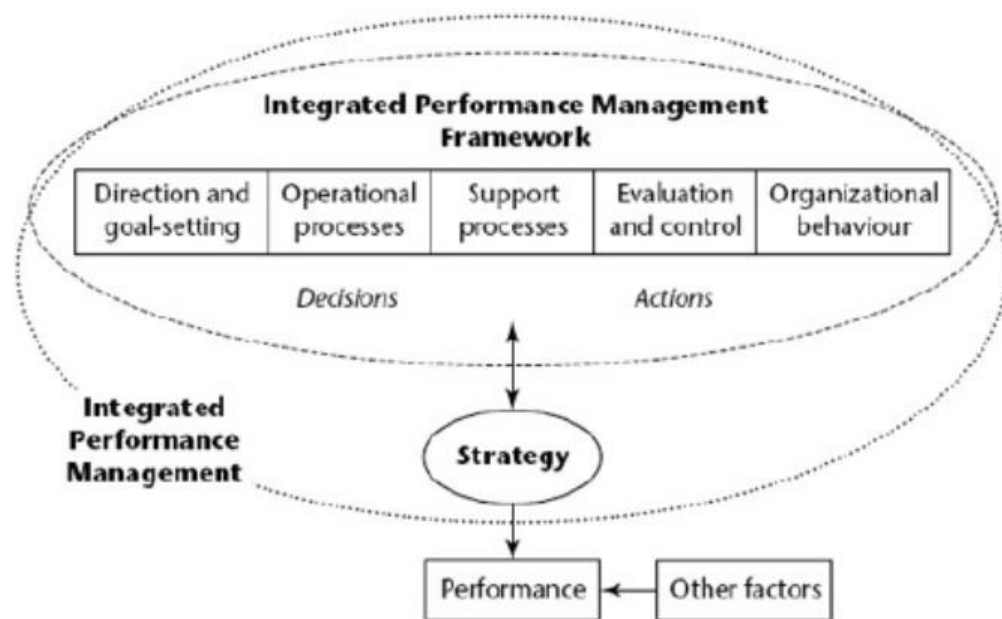 Integrated Performance Management
Framework
Direction and
goal-setting
Operational
processes
Support
processes
Evaluation
and control
Organizational
behaviour
Decisions
Actions
Integrated
Performance
Management
Strategy
Performance
Other factors